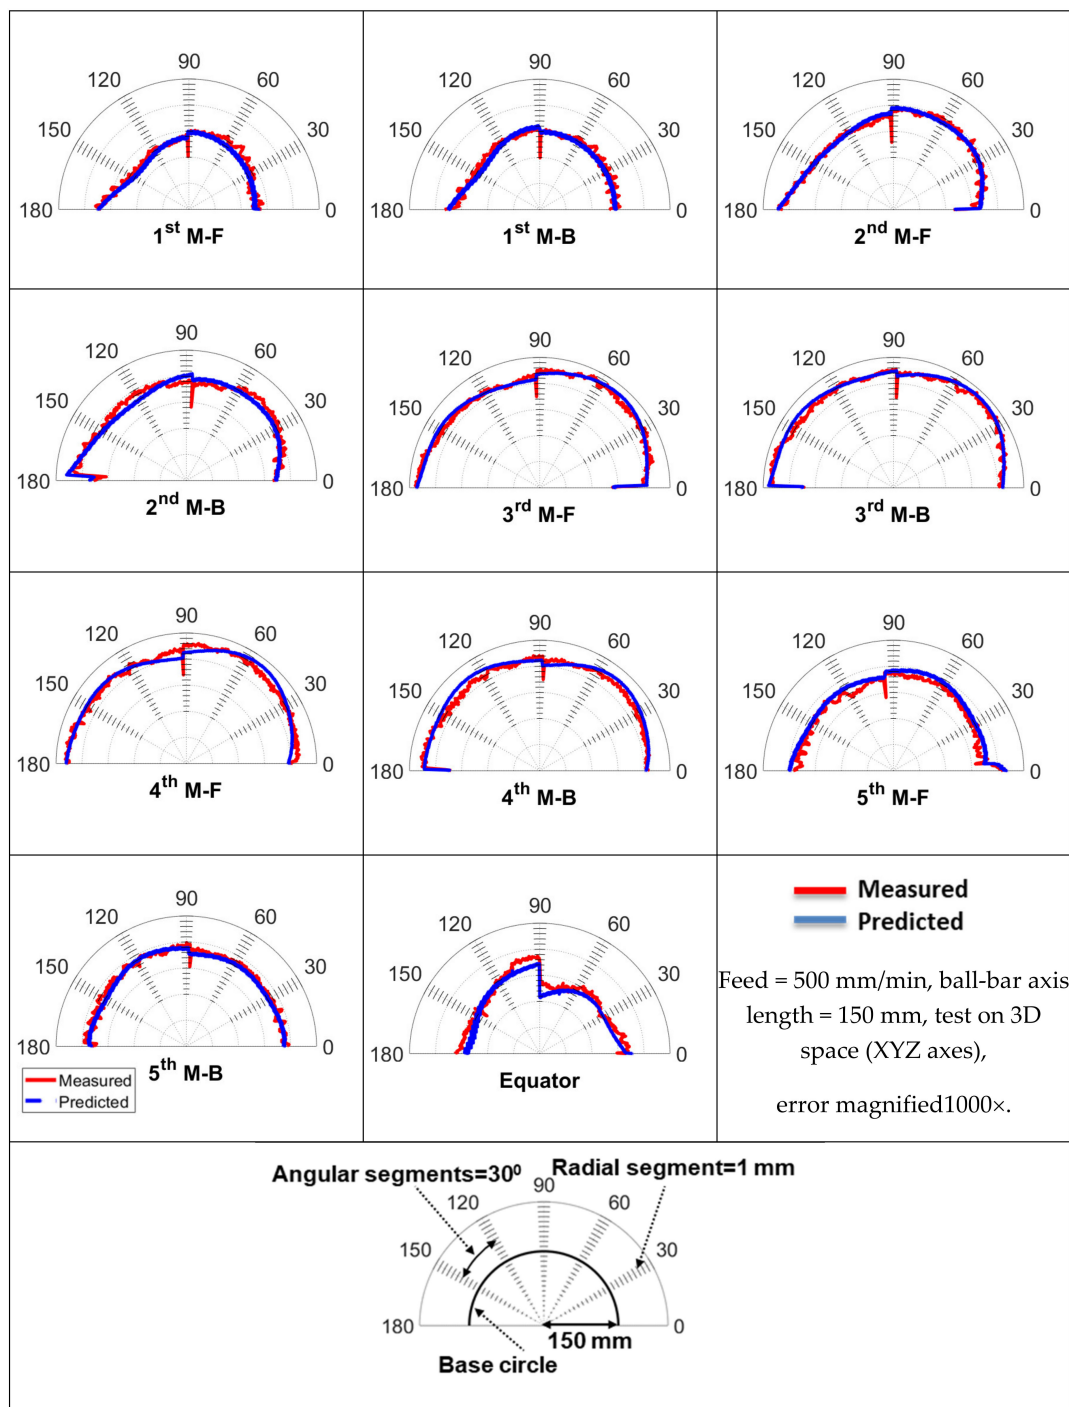 90
120 60
150 30
180 0
1st M-F
90
120 60
150 30
180 0
1st M-B
90
120 60
150 30
180 0
2nd M-F
90
120 60
150 30
180 0
2nd M-B
90
120 60
150 30
180 0
3rd M-F
90
120 60
150 30
180 0
3rd M-B
90
120 60
150 30
180 0
4th M-F
90
120 60
150 30
180 0
4th M-B
90
120 60
150 30
180 0
5th M-F
90
120 60
150 30
180 0
5th M-B
Measured
Predicted
90
120 60
150 30
180 0
Equator
Measured
Predicted
Feed = 500 mm/min, ball-bar axis
length = 150 mm, test on 3D
space (XYZ axes),
error magnified1000×.
Angular segments=30⁰ Radial segment=1 mm
90
120 60
150 30
180 0
150 mm
Base circle